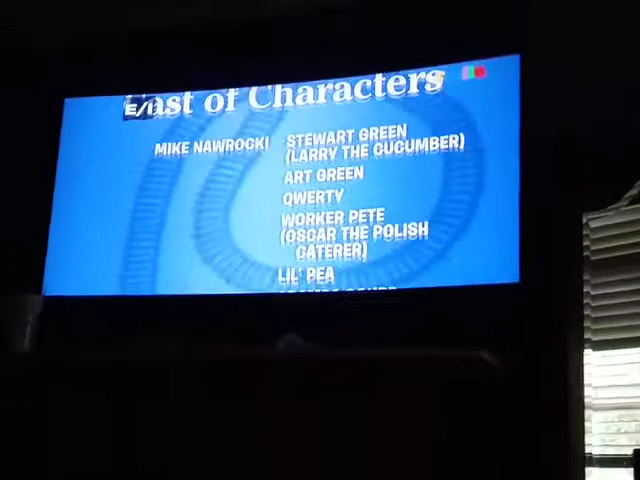 E/I
Cast of Characters
MIKE NAWROCKI STEWART GREEN
(LARRY THE CUCUMBER)
ART GREEN
QWERTY
WORKER PETE
(OSCAR THE POLISH
CATERER)
LIL' PEA